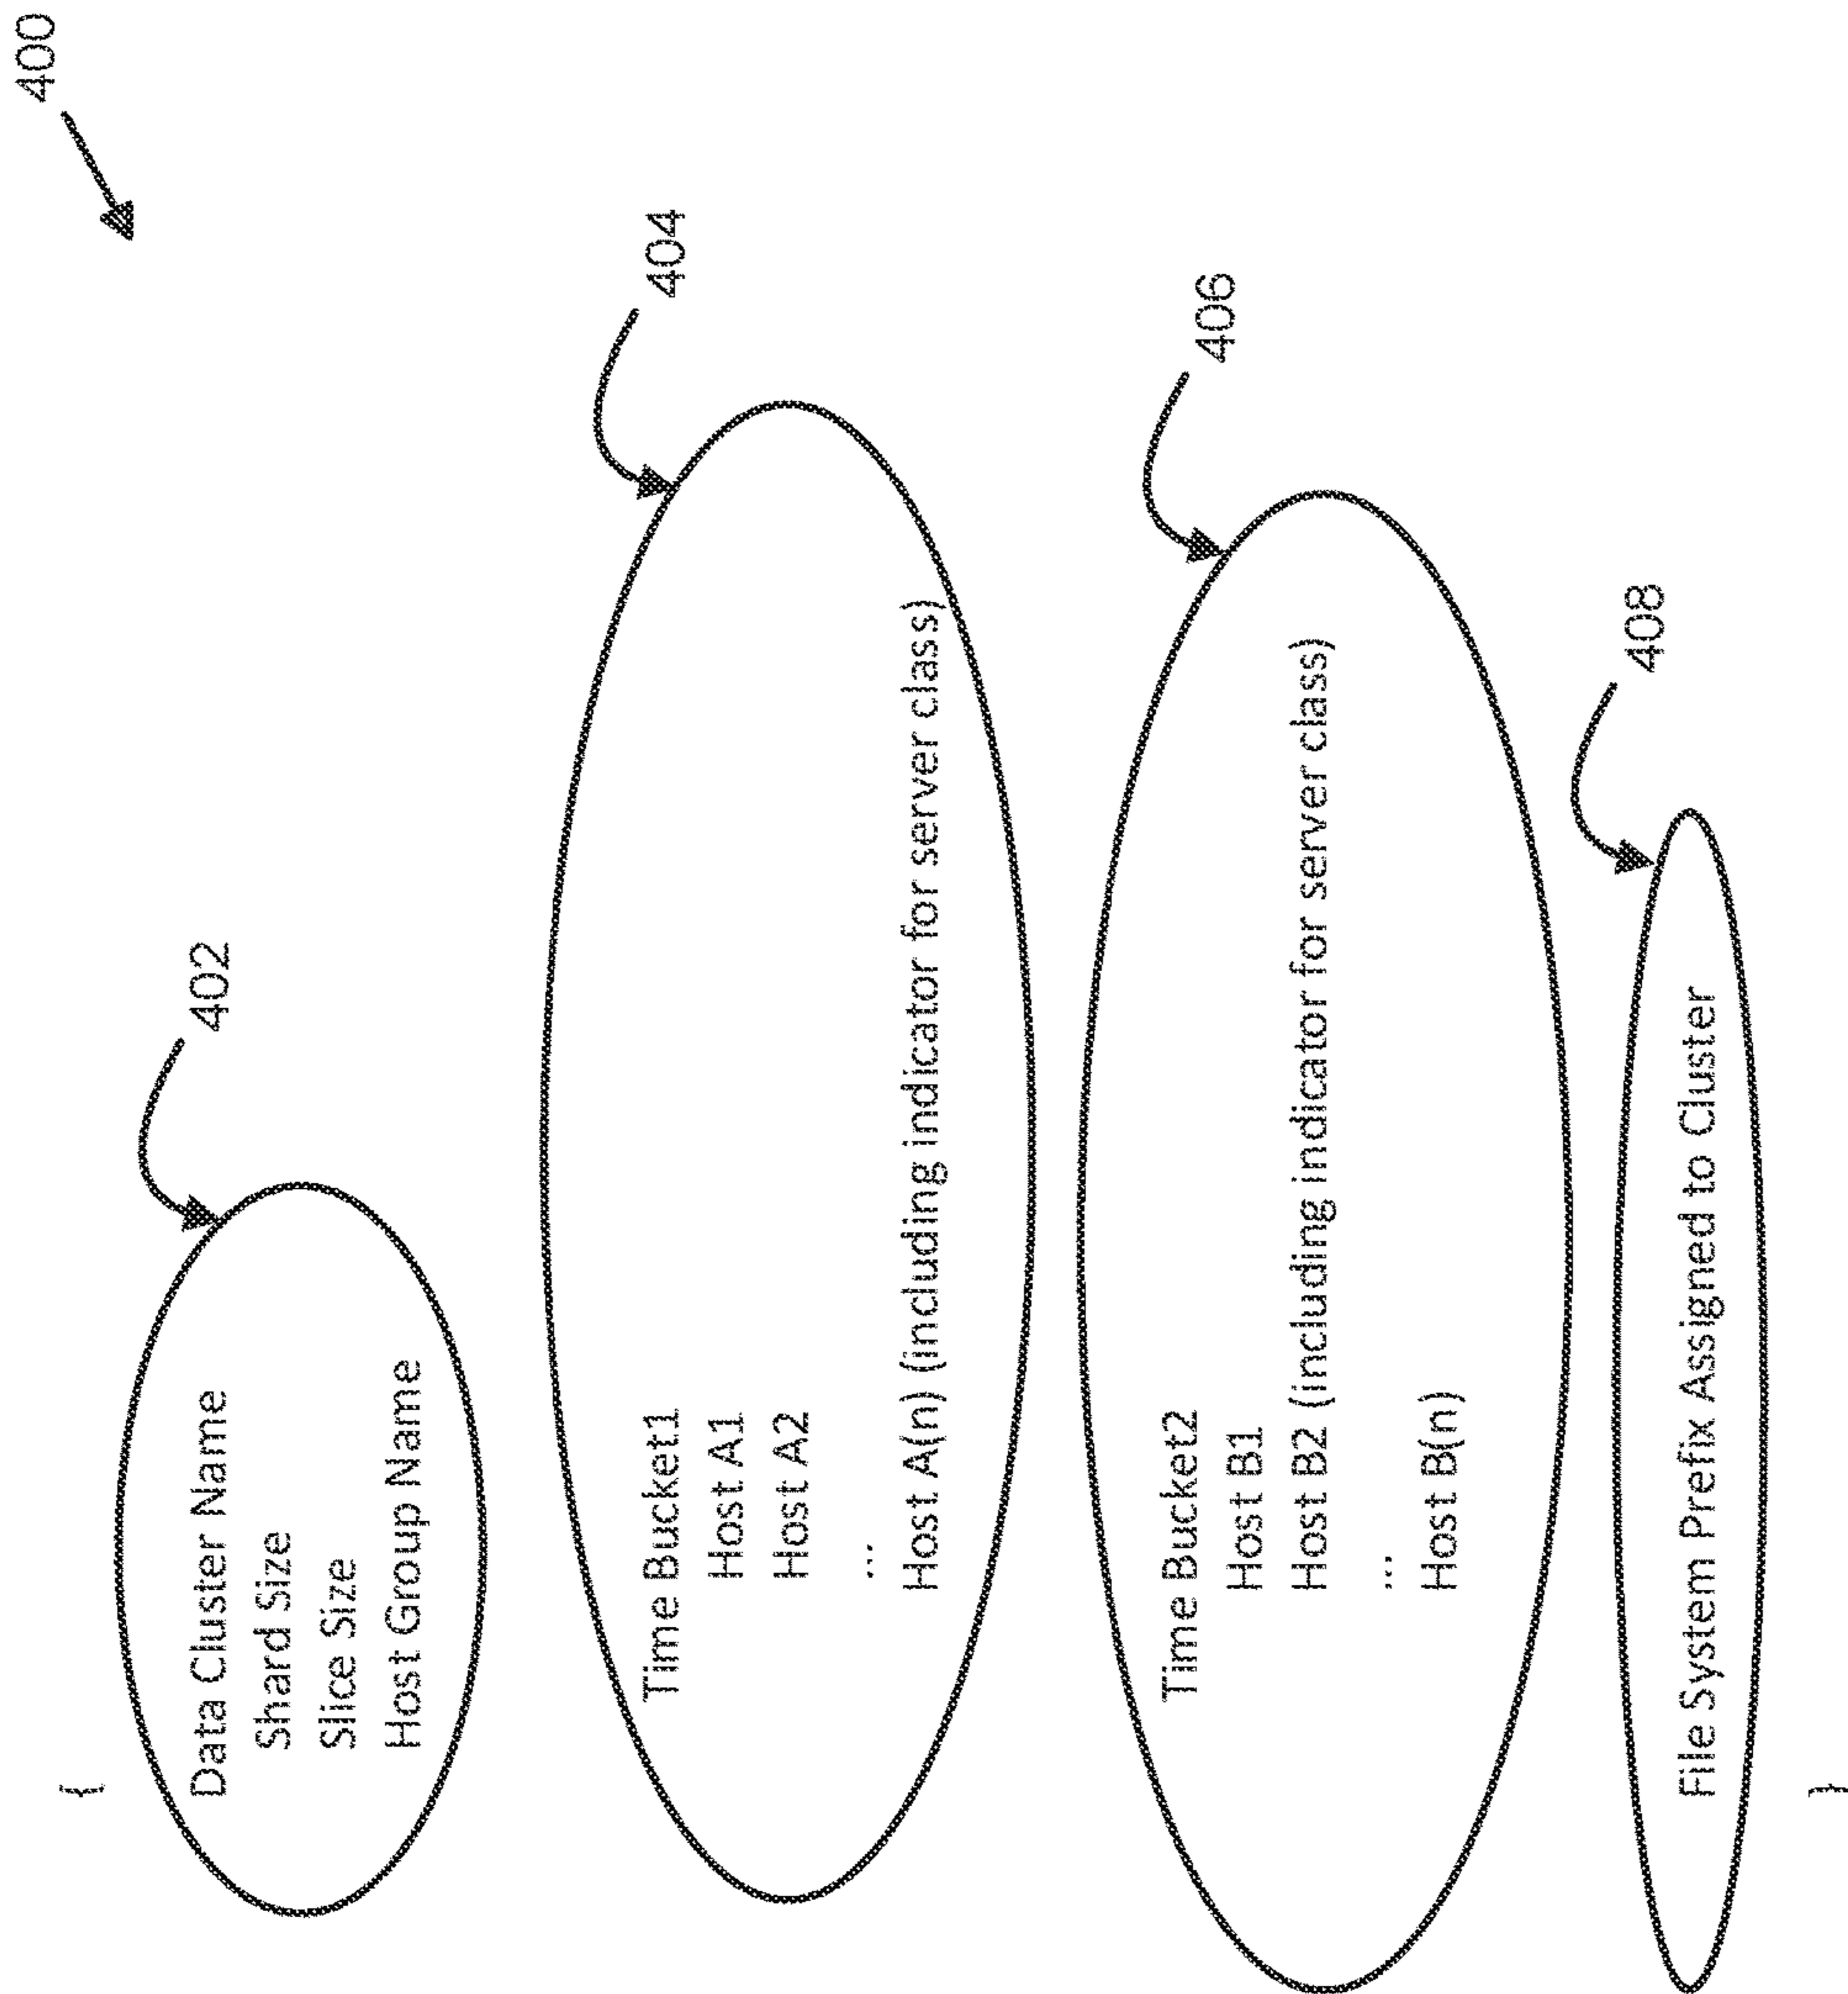 400
{
402
Data Cluster Name
Shard Size
Slice Size
Host Group Name
404
Time Bucket1
Host A1
Host A2
...
Host A(n) (including indicator for server class)
406
Time Bucket2
Host B1
Host B2 (including indicator for server class)
...
Host B(n)
408
File System Prefix Assigned to Cluster
}